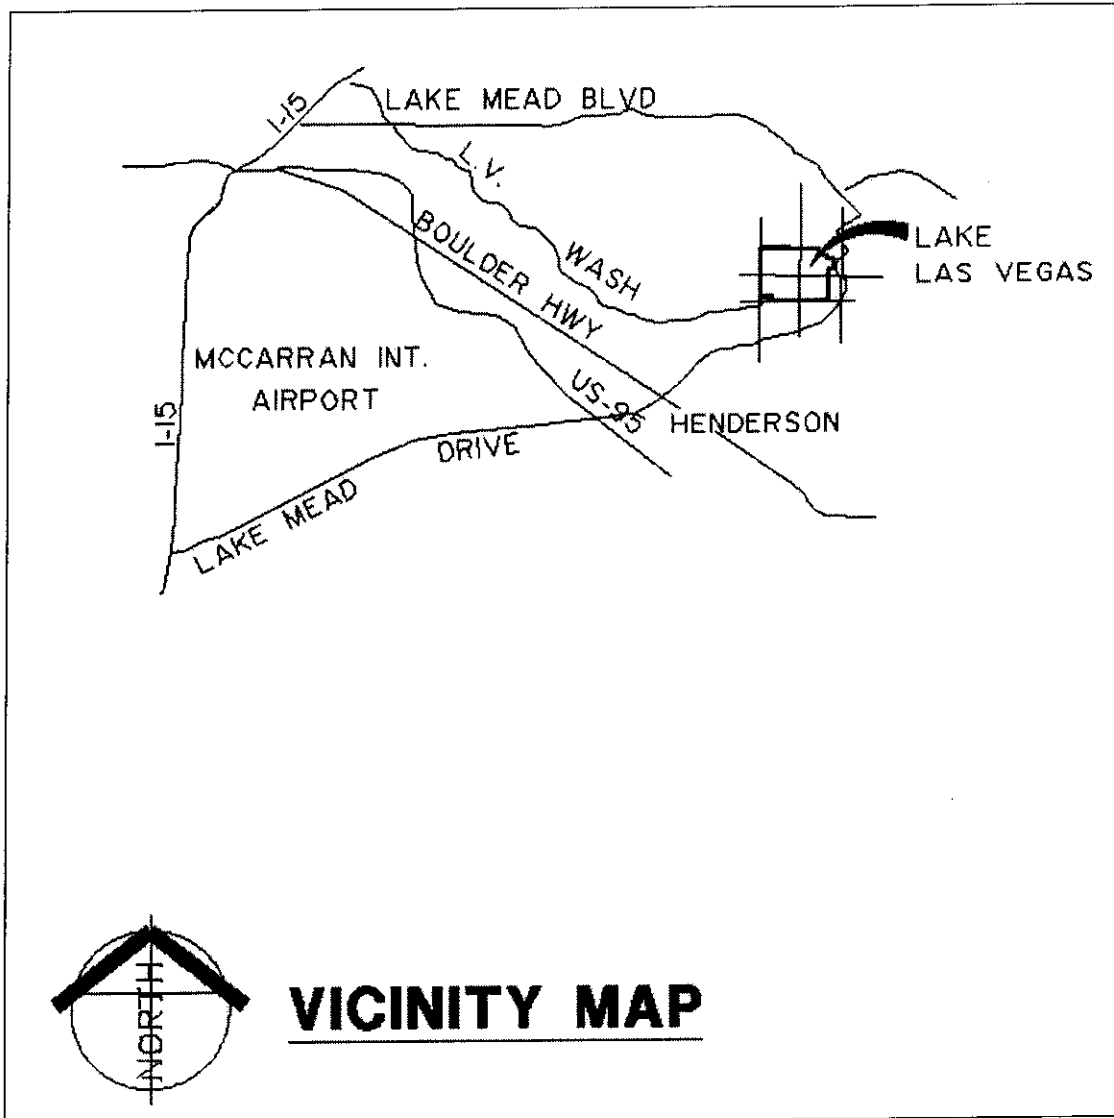 I-15
LAKE MEAD BLVD
L.V.
WASH
BOULDER HWY
LAKE
LAS VEGAS
MCCARRAN INT.
AIRPORT
I-15
US-95
HENDERSON
DRIVE
LAKE MEAD
NORTH
VICINITY MAP